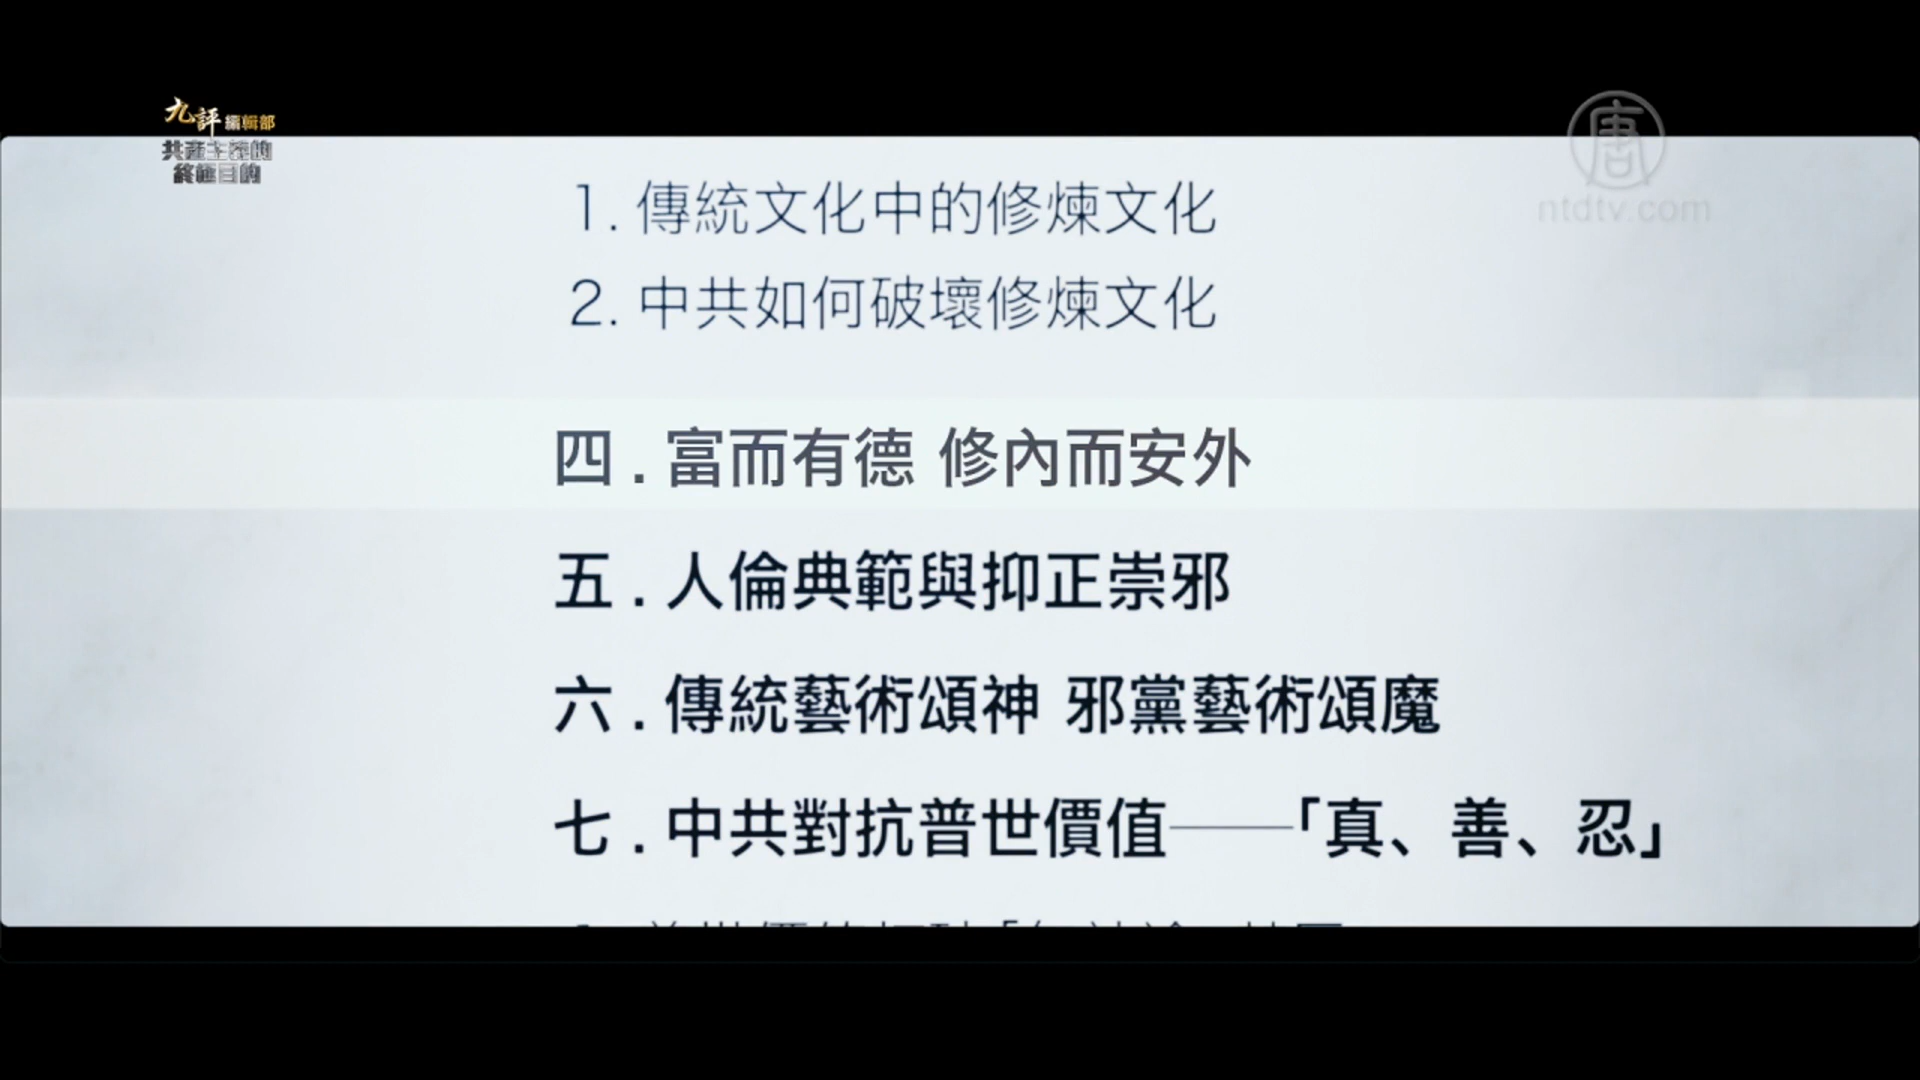 九評編輯部
共產主義的
終極目的
唐
ntdtv.com
1. 傳統文化中的修煉文化
2. 中共如何破壞修煉文化
四 . 富而有德 修內而安外
五 . 人倫典範與抑正崇邪
六 . 傳統藝術頌神 邪黨藝術頌魔
七 . 中共對抗普世價值——「真、善、忍」